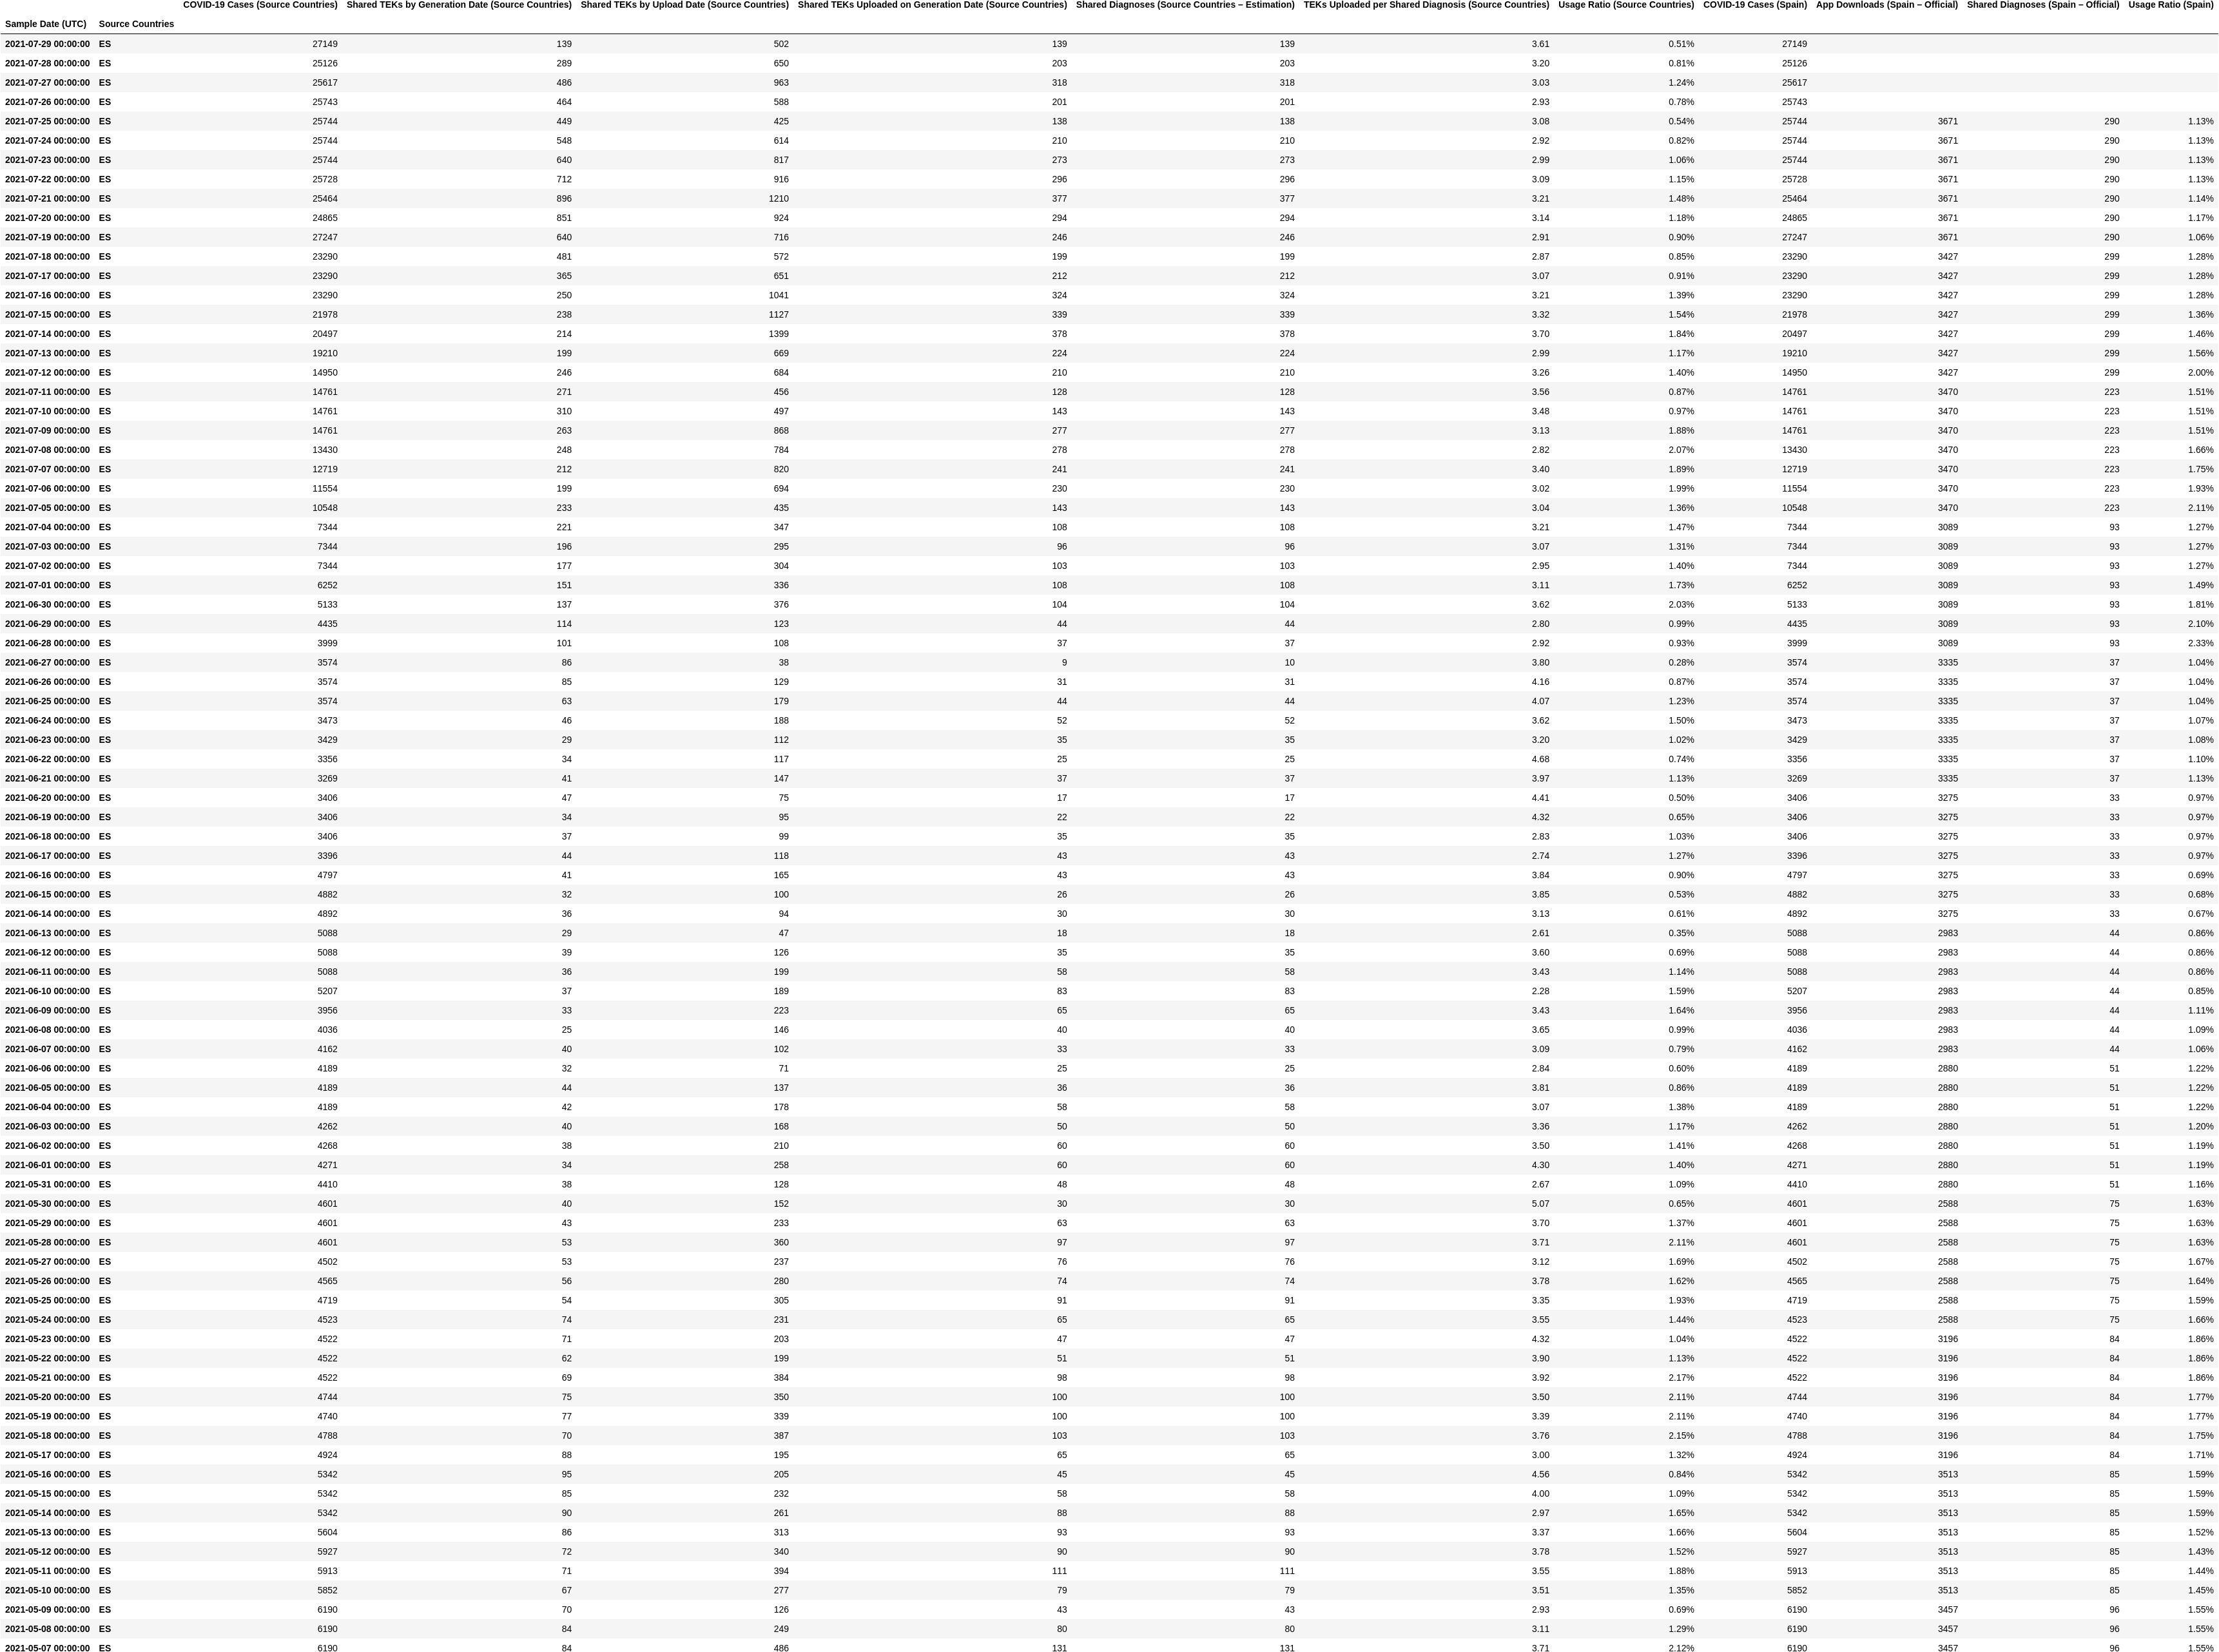 COVID-19 Cases (Source Countries) Shared TEKs by Generation Date (Source Countries) Shared TEKs by Upload Date (Source Countries) Shared TEKs Uploaded on Generation Date (Source Countries) Shared Diagnoses (Source Countries – Estimation) TEKs Uploaded per Shared Diagnosis (Source Countries) Usage Ratio (Source Countries) COVID-19 Cases (Spain) App Downloads (Spain – Official) Shared Diagnoses (Spain – Official) Usage Ratio (Spain)
Sample Date (UTC) Source Countries
2021-07-29 00:00:00 ES 27149 139 502 139 139 3.61 0.51% 27149
2021-07-28 00:00:00 ES 25126 289 650 203 203 3.20 0.81% 25126
2021-07-27 00:00:00 ES 25617 486 963 318 318 3.03 1.24% 25617
2021-07-26 00:00:00 ES 25743 464 588 201 201 2.93 0.78% 25743
2021-07-25 00:00:00 ES 25744 449 425 138 138 3.08 0.54% 25744 3671 290 1.13%
2021-07-24 00:00:00 ES 25744 548 614 210 210 2.92 0.82% 25744 3671 290 1.13%
2021-07-23 00:00:00 ES 25744 640 817 273 273 2.99 1.06% 25744 3671 290 1.13%
2021-07-22 00:00:00 ES 25728 712 916 296 296 3.09 1.15% 25728 3671 290 1.13%
2021-07-21 00:00:00 ES 25464 896 1210 377 377 3.21 1.48% 25464 3671 290 1.14%
2021-07-20 00:00:00 ES 24865 851 924 294 294 3.14 1.18% 24865 3671 290 1.17%
2021-07-19 00:00:00 ES 27247 640 716 246 246 2.91 0.90% 27247 3671 290 1.06%
2021-07-18 00:00:00 ES 23290 481 572 199 199 2.87 0.85% 23290 3427 299 1.28%
2021-07-17 00:00:00 ES 23290 365 651 212 212 3.07 0.91% 23290 3427 299 1.28%
2021-07-16 00:00:00 ES 23290 250 1041 324 324 3.21 1.39% 23290 3427 299 1.28%
2021-07-15 00:00:00 ES 21978 238 1127 339 339 3.32 1.54% 21978 3427 299 1.36%
2021-07-14 00:00:00 ES 20497 214 1399 378 378 3.70 1.84% 20497 3427 299 1.46%
2021-07-13 00:00:00 ES 19210 199 669 224 224 2.99 1.17% 19210 3427 299 1.56%
2021-07-12 00:00:00 ES 14950 246 684 210 210 3.26 1.40% 14950 3427 299 2.00%
2021-07-11 00:00:00 ES 14761 271 456 128 128 3.56 0.87% 14761 3470 223 1.51%
2021-07-10 00:00:00 ES 14761 310 497 143 143 3.48 0.97% 14761 3470 223 1.51%
2021-07-09 00:00:00 ES 14761 263 868 277 277 3.13 1.88% 14761 3470 223 1.51%
2021-07-08 00:00:00 ES 13430 248 784 278 278 2.82 2.07% 13430 3470 223 1.66%
2021-07-07 00:00:00 ES 12719 212 820 241 241 3.40 1.89% 12719 3470 223 1.75%
2021-07-06 00:00:00 ES 11554 199 694 230 230 3.02 1.99% 11554 3470 223 1.93%
2021-07-05 00:00:00 ES 10548 233 435 143 143 3.04 1.36% 10548 3470 223 2.11%
2021-07-04 00:00:00 ES 7344 221 347 108 108 3.21 1.47% 7344 3089 93 1.27%
2021-07-03 00:00:00 ES 7344 196 295 96 96 3.07 1.31% 7344 3089 93 1.27%
2021-07-02 00:00:00 ES 7344 177 304 103 103 2.95 1.40% 7344 3089 93 1.27%
2021-07-01 00:00:00 ES 6252 151 336 108 108 3.11 1.73% 6252 3089 93 1.49%
2021-06-30 00:00:00 ES 5133 137 376 104 104 3.62 2.03% 5133 3089 93 1.81%
2021-06-29 00:00:00 ES 4435 114 123 44 44 2.80 0.99% 4435 3089 93 2.10%
2021-06-28 00:00:00 ES 3999 101 108 37 37 2.92 0.93% 3999 3089 93 2.33%
2021-06-27 00:00:00 ES 3574 86 38 9 10 3.80 0.28% 3574 3335 37 1.04%
2021-06-26 00:00:00 ES 3574 85 129 31 31 4.16 0.87% 3574 3335 37 1.04%
2021-06-25 00:00:00 ES 3574 63 179 44 44 4.07 1.23% 3574 3335 37 1.04%
2021-06-24 00:00:00 ES 3473 46 188 52 52 3.62 1.50% 3473 3335 37 1.07%
2021-06-23 00:00:00 ES 3429 29 112 35 35 3.20 1.02% 3429 3335 37 1.08%
2021-06-22 00:00:00 ES 3356 34 117 25 25 4.68 0.74% 3356 3335 37 1.10%
2021-06-21 00:00:00 ES 3269 41 147 37 37 3.97 1.13% 3269 3335 37 1.13%
2021-06-20 00:00:00 ES 3406 47 75 17 17 4.41 0.50% 3406 3275 33 0.97%
2021-06-19 00:00:00 ES 3406 34 95 22 22 4.32 0.65% 3406 3275 33 0.97%
2021-06-18 00:00:00 ES 3406 37 99 35 35 2.83 1.03% 3406 3275 33 0.97%
2021-06-17 00:00:00 ES 3396 44 118 43 43 2.74 1.27% 3396 3275 33 0.97%
2021-06-16 00:00:00 ES 4797 41 165 43 43 3.84 0.90% 4797 3275 33 0.69%
2021-06-15 00:00:00 ES 4882 32 100 26 26 3.85 0.53% 4882 3275 33 0.68%
2021-06-14 00:00:00 ES 4892 36 94 30 30 3.13 0.61% 4892 3275 33 0.67%
2021-06-13 00:00:00 ES 5088 29 47 18 18 2.61 0.35% 5088 2983 44 0.86%
2021-06-12 00:00:00 ES 5088 39 126 35 35 3.60 0.69% 5088 2983 44 0.86%
2021-06-11 00:00:00 ES 5088 36 199 58 58 3.43 1.14% 5088 2983 44 0.86%
2021-06-10 00:00:00 ES 5207 37 189 83 83 2.28 1.59% 5207 2983 44 0.85%
2021-06-09 00:00:00 ES 3956 33 223 65 65 3.43 1.64% 3956 2983 44 1.11%
2021-06-08 00:00:00 ES 4036 25 146 40 40 3.65 0.99% 4036 2983 44 1.09%
2021-06-07 00:00:00 ES 4162 40 102 33 33 3.09 0.79% 4162 2983 44 1.06%
2021-06-06 00:00:00 ES 4189 32 71 25 25 2.84 0.60% 4189 2880 51 1.22%
2021-06-05 00:00:00 ES 4189 44 137 36 36 3.81 0.86% 4189 2880 51 1.22%
2021-06-04 00:00:00 ES 4189 42 178 58 58 3.07 1.38% 4189 2880 51 1.22%
2021-06-03 00:00:00 ES 4262 40 168 50 50 3.36 1.17% 4262 2880 51 1.20%
2021-06-02 00:00:00 ES 4268 38 210 60 60 3.50 1.41% 4268 2880 51 1.19%
2021-06-01 00:00:00 ES 4271 34 258 60 60 4.30 1.40% 4271 2880 51 1.19%
2021-05-31 00:00:00 ES 4410 38 128 48 48 2.67 1.09% 4410 2880 51 1.16%
2021-05-30 00:00:00 ES 4601 40 152 30 30 5.07 0.65% 4601 2588 75 1.63%
2021-05-29 00:00:00 ES 4601 43 233 63 63 3.70 1.37% 4601 2588 75 1.63%
2021-05-28 00:00:00 ES 4601 53 360 97 97 3.71 2.11% 4601 2588 75 1.63%
2021-05-27 00:00:00 ES 4502 53 237 76 76 3.12 1.69% 4502 2588 75 1.67%
2021-05-26 00:00:00 ES 4565 56 280 74 74 3.78 1.62% 4565 2588 75 1.64%
2021-05-25 00:00:00 ES 4719 54 305 91 91 3.35 1.93% 4719 2588 75 1.59%
2021-05-24 00:00:00 ES 4523 74 231 65 65 3.55 1.44% 4523 2588 75 1.66%
2021-05-23 00:00:00 ES 4522 71 203 47 47 4.32 1.04% 4522 3196 84 1.86%
2021-05-22 00:00:00 ES 4522 62 199 51 51 3.90 1.13% 4522 3196 84 1.86%
2021-05-21 00:00:00 ES 4522 69 384 98 98 3.92 2.17% 4522 3196 84 1.86%
2021-05-20 00:00:00 ES 4744 75 350 100 100 3.50 2.11% 4744 3196 84 1.77%
2021-05-19 00:00:00 ES 4740 77 339 100 100 3.39 2.11% 4740 3196 84 1.77%
2021-05-18 00:00:00 ES 4788 70 387 103 103 3.76 2.15% 4788 3196 84 1.75%
2021-05-17 00:00:00 ES 4924 88 195 65 65 3.00 1.32% 4924 3196 84 1.71%
2021-05-16 00:00:00 ES 5342 95 205 45 45 4.56 0.84% 5342 3513 85 1.59%
2021-05-15 00:00:00 ES 5342 85 232 58 58 4.00 1.09% 5342 3513 85 1.59%
2021-05-14 00:00:00 ES 5342 90 261 88 88 2.97 1.65% 5342 3513 85 1.59%
2021-05-13 00:00:00 ES 5604 86 313 93 93 3.37 1.66% 5604 3513 85 1.52%
2021-05-12 00:00:00 ES 5927 72 340 90 90 3.78 1.52% 5927 3513 85 1.43%
2021-05-11 00:00:00 ES 5913 71 394 111 111 3.55 1.88% 5913 3513 85 1.44%
2021-05-10 00:00:00 ES 5852 67 277 79 79 3.51 1.35% 5852 3513 85 1.45%
2021-05-09 00:00:00 ES 6190 70 126 43 43 2.93 0.69% 6190 3457 96 1.55%
2021-05-08 00:00:00 ES 6190 84 249 80 80 3.11 1.29% 6190 3457 96 1.55%
2021-05-07 00:00:00 ES 6190 84 486 131 131 3.71 2.12% 6190 3457 96 1.55%